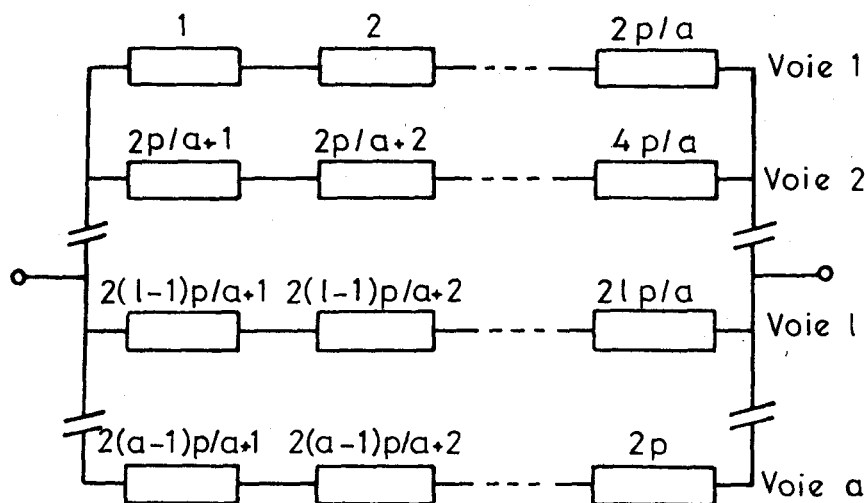 1 2 2p/a
Voie 1
2p/a+1 2p/a+2 4p/a
Voie 2
2(l-1)p/a+1 2(l-1)p/a+2 2lp/a
Voie l
2(a-1)p/a+1 2(a-1)p/a+2 2p
Voie a